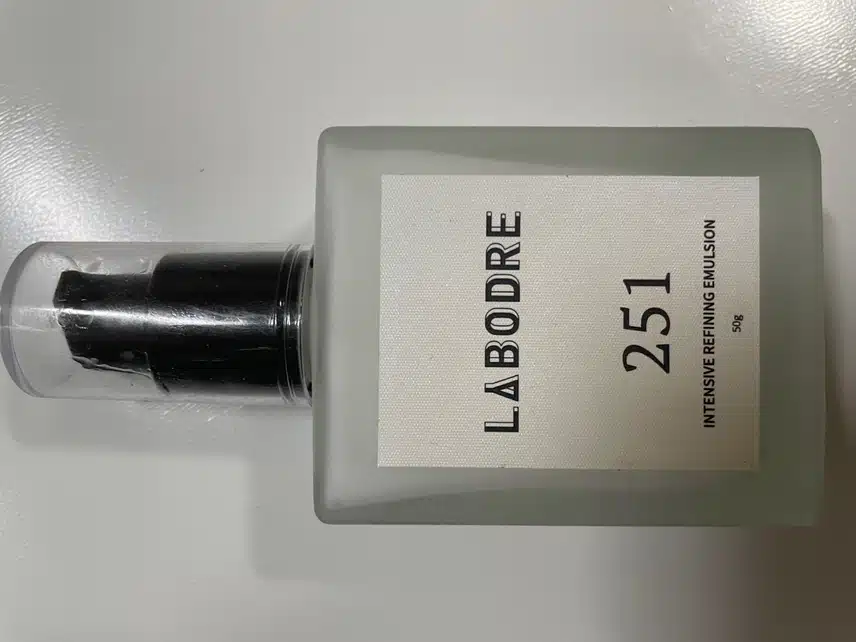 LABODRE
251
INTENSIVE REFINING EMULSION
50g